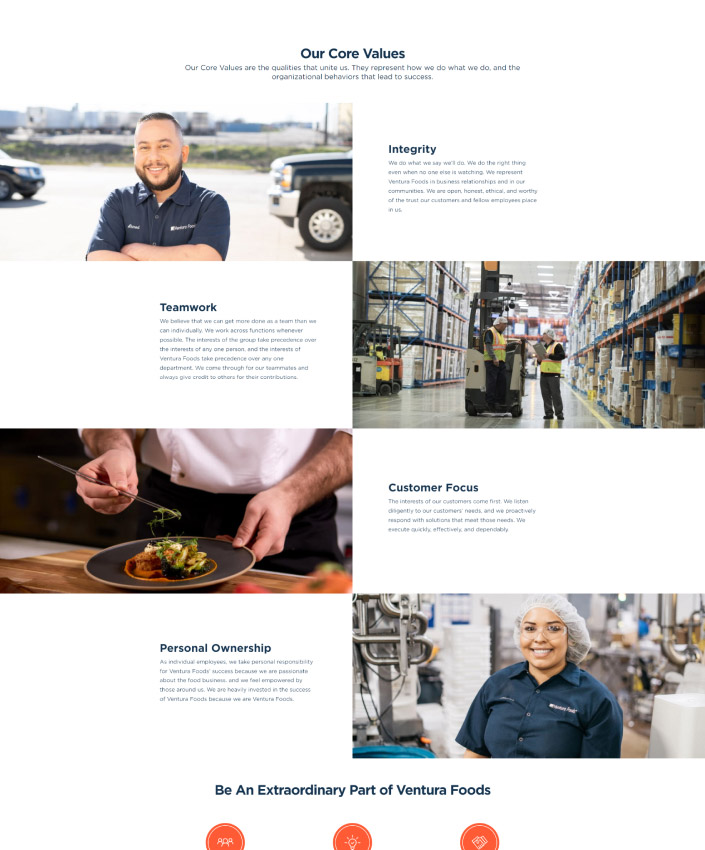 Our Core Values
Our Core Values are the qualities that unite us. They represent how we do what we do, and the
organizational behaviors that lead to success.
Integrity
We do what we say we'll do. We do the right thing
even when no one else is watching. We represent
Ventura Foods in business relationships and in our
communities. We are open, honest, ethical, and worthy
of the trust our customers and fellow employees place
in us.
Ventura Foods
Teamwork
We believe that we can get more done as a team than we
can individually. We work across functions whenever
possible. The interests of the group take precedence over
the interests of any one person, and the interests of
Ventura Foods take precedence over any one
department. We come through for our teammates and
always give credit to others for their contributions.
7
Customer Focus
The interests of our customers come first. We listen
diligently to our customers' needs, and we proactively
respond with solutions that meet those needs. We
execute quickly, effectively, and dependably.
Personal Ownership
As individual employees, we take personal responsibility
for Ventura Foods' success because we are passionate
about the food business, and we feel empowered by
those around us. We are heavily invested in the success
of Ventura Foods because we are Ventura Foods.
Ventura Foods
Be An Extraordinary Part of Ventura Foods